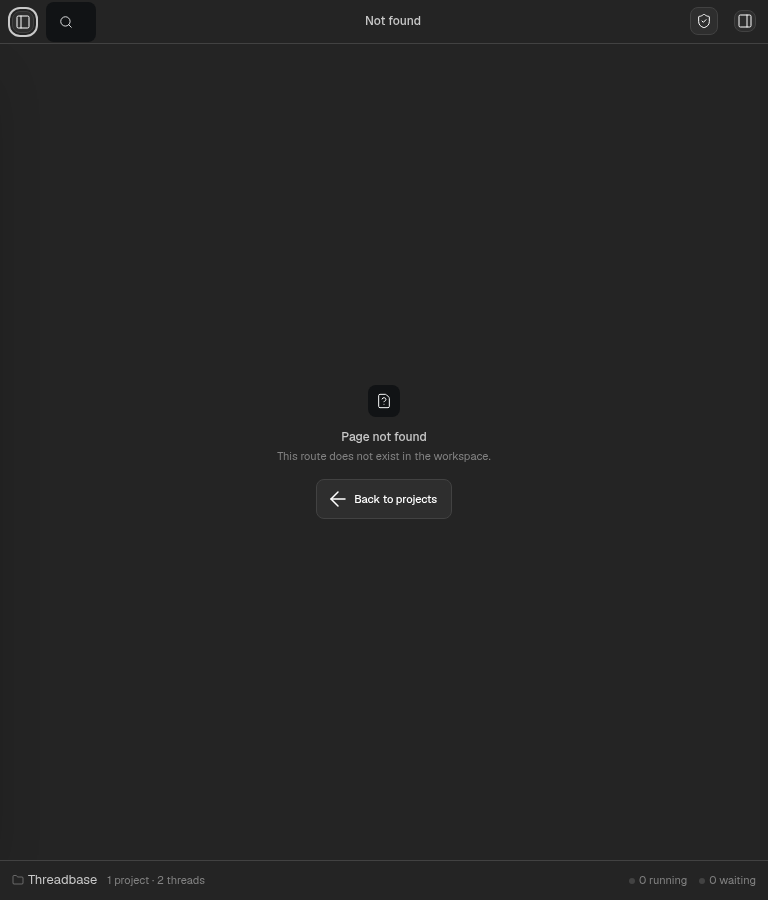 Not found
Page not found
This route does not exist in the workspace.
Back to projects
Threadbase 1 project · 2 threads 0 running 0 waiting